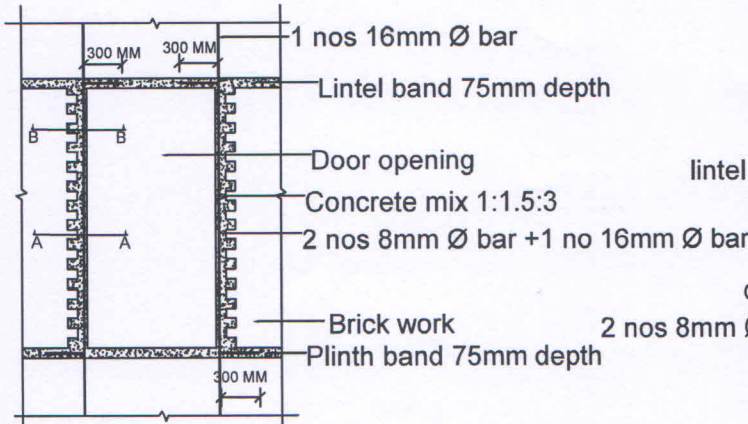 1 nos 16mm Ø bar
300 MM 300 MM
Lintel band 75mm depth
B B
Door opening
lintel
Concrete mix 1:1.5:3
A A
2 nos 8mm Ø bar +1 no 16mm Ø bar
Brick work
2 nos 8mm
Plinth band 75mm depth
300 MM